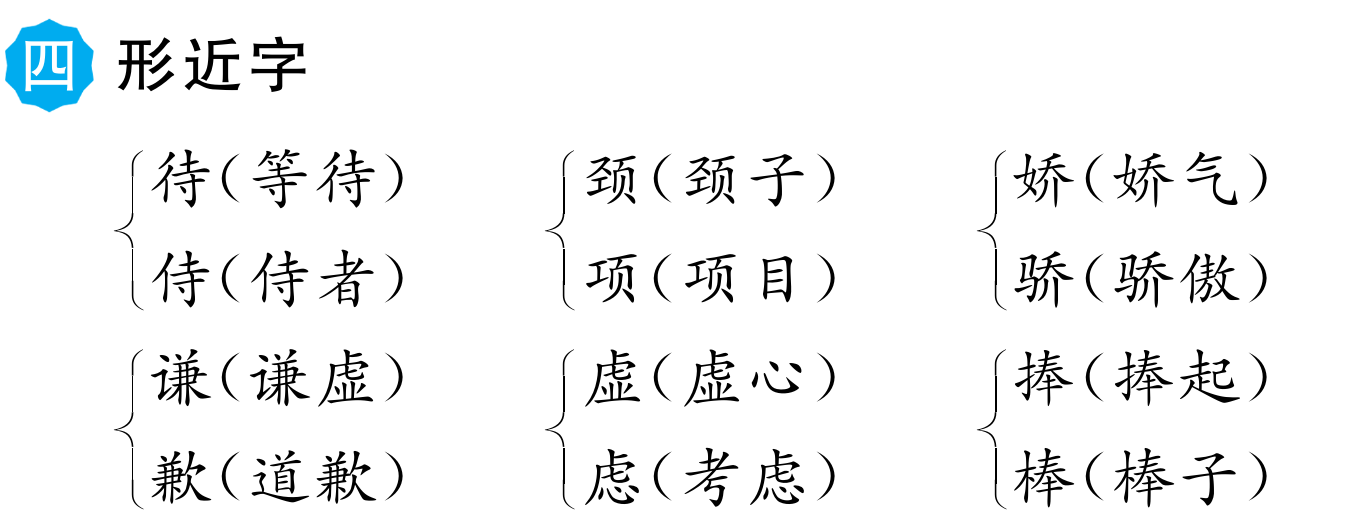 四 形近字
待(等待) 颈(颈子) 娇(娇气)
侍(侍者) 项(项目) 骄(骄傲)
谦(谦虚) 虚(虚心) 捧(捧起)
歉(道歉) 虑(考虑) 棒(棒子)